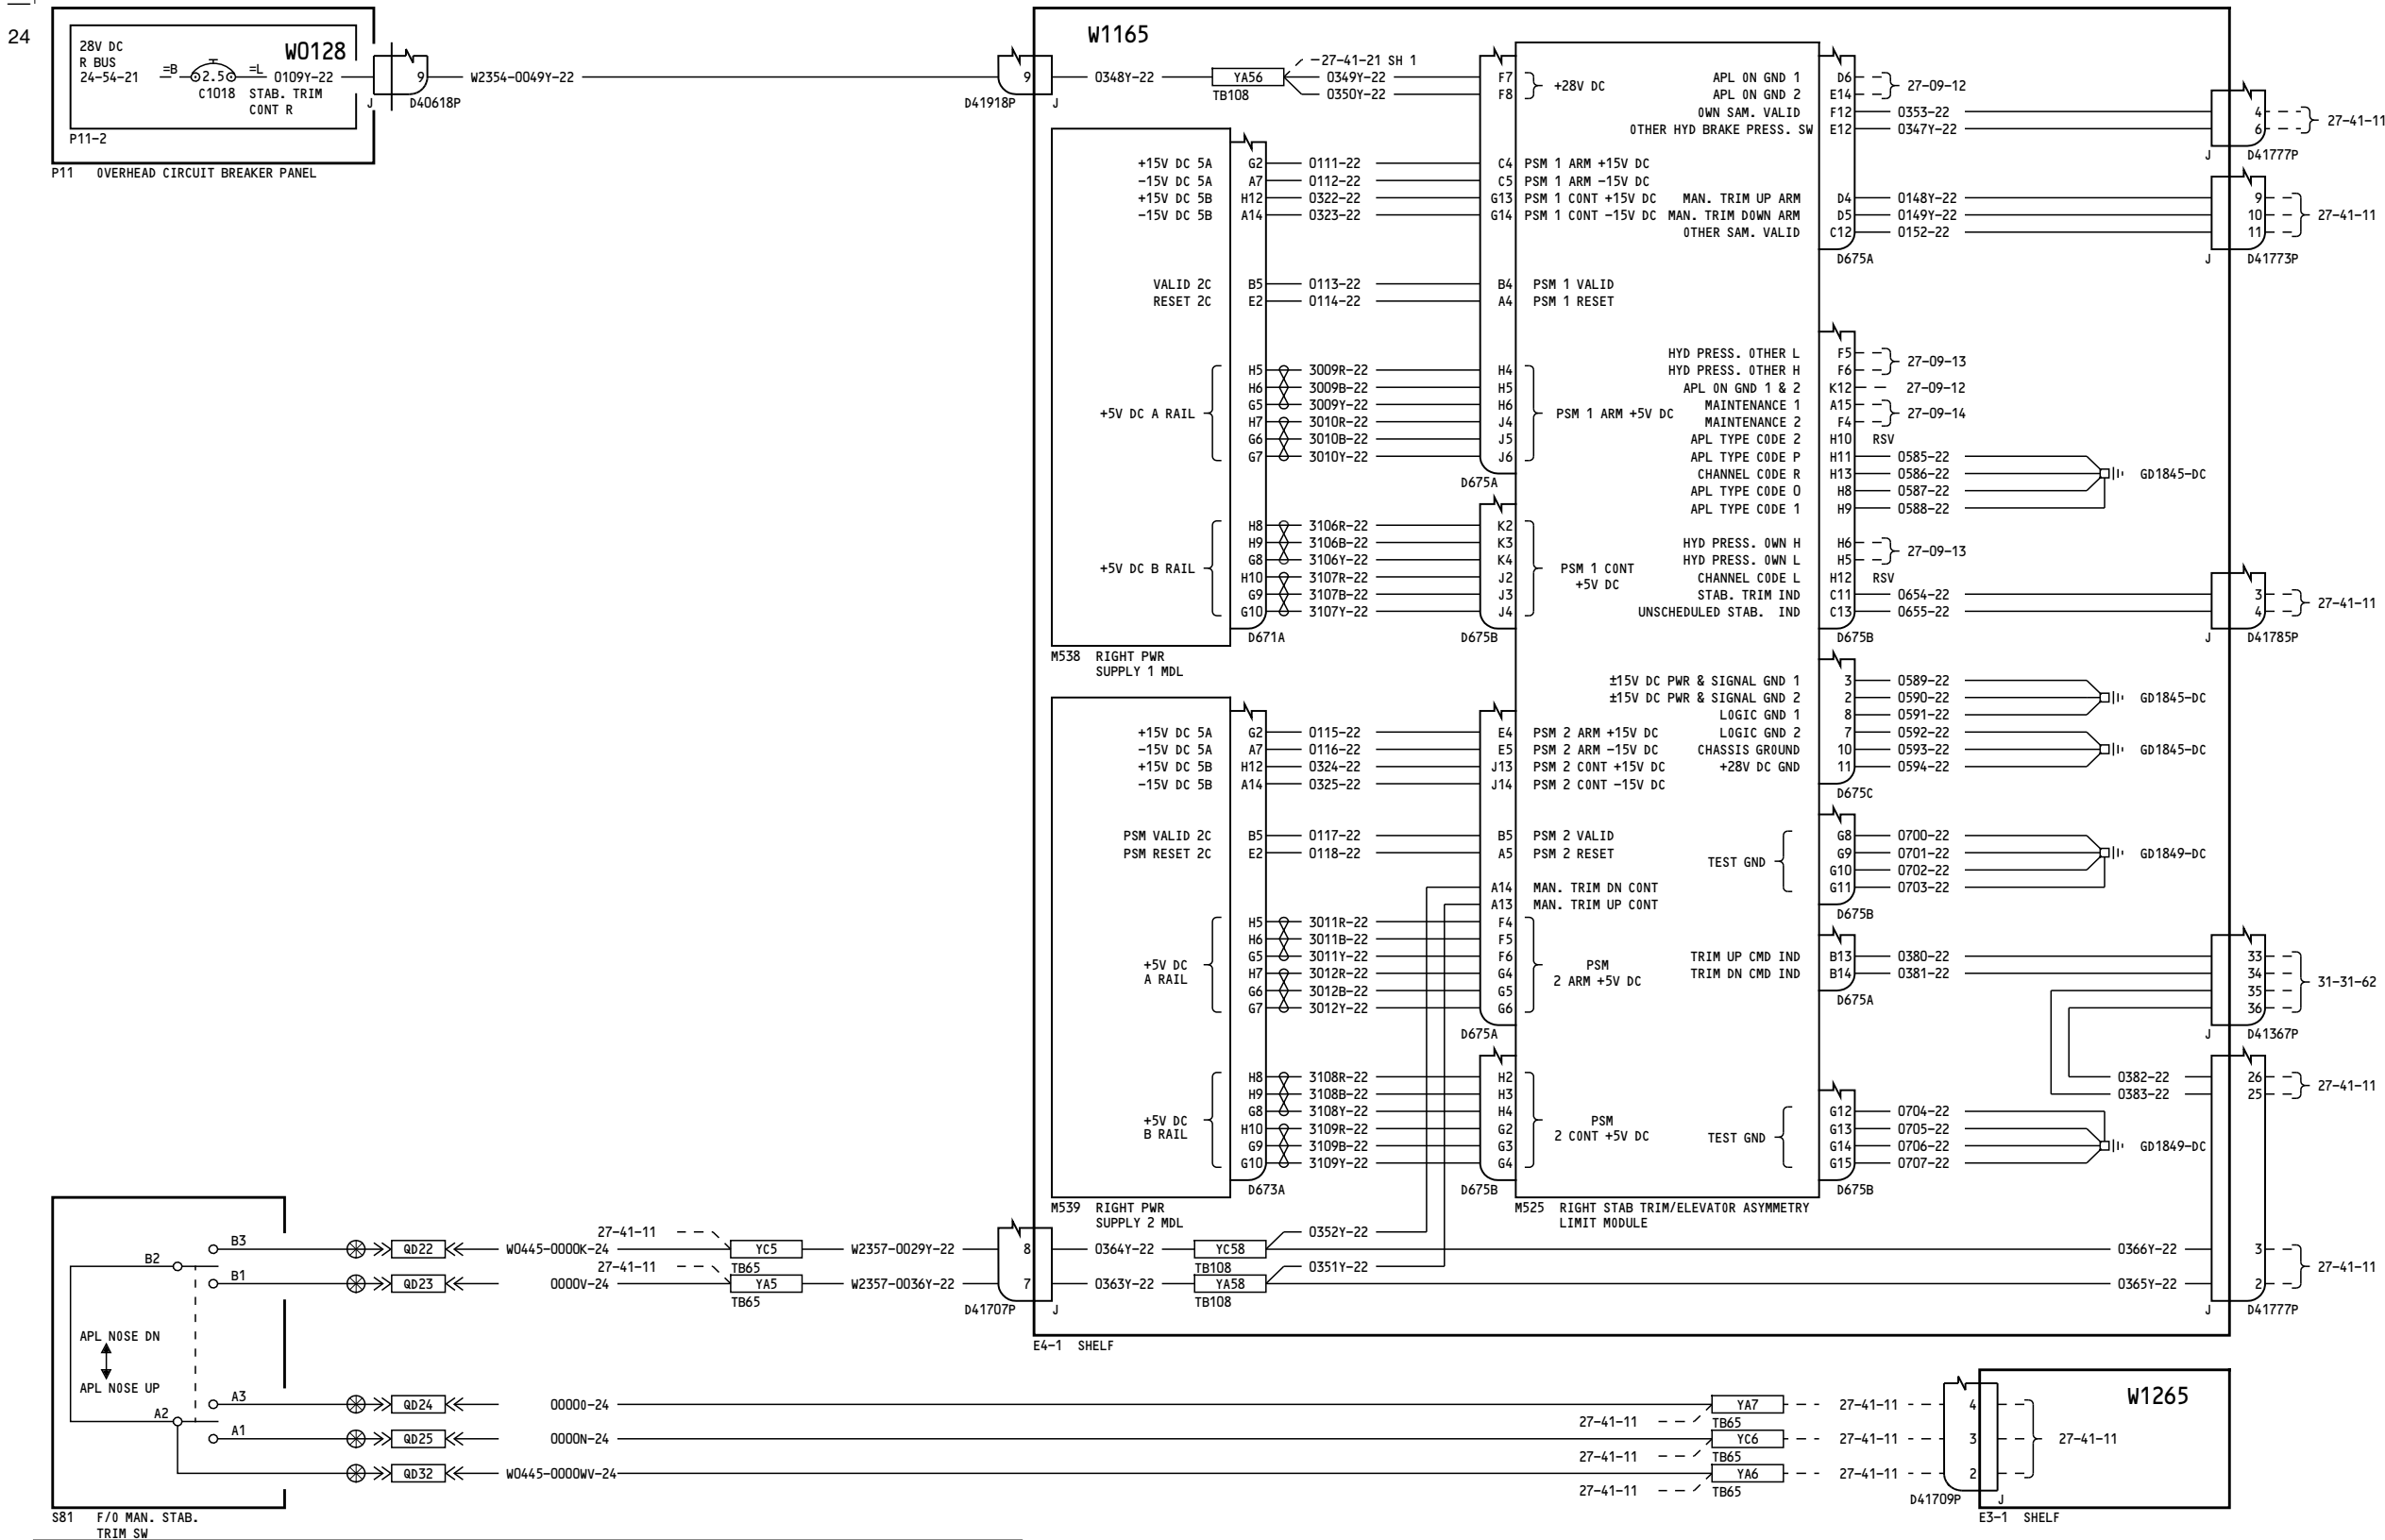 24
28V DC
R BUS
24-54-21
=B
2.5
=L
W0128
0109Y-22
C1018
STAB. TRIM
CONT R
P11-2
P11 OVERHEAD CIRCUIT BREAKER PANEL
9
J
D40618P
W2354-0049Y-22
9
D41918P
J
W1165
0348Y-22
YA56
TB108
27-41-21 SH 1
0349Y-22
0350Y-22
F7
F8
+28V DC
+15V DC 5A G2 0111-22 C4 PSM 1 ARM +15V DC
-15V DC 5A A7 0112-22 C5 PSM 1 ARM -15V DC
+15V DC 5B H12 0322-22 G13 PSM 1 CONT +15V DC
-15V DC 5B A14 0323-22 G14 PSM 1 CONT -15V DC
VALID 2C B5 0113-22 B4 PSM 1 VALID
RESET 2C E2 0114-22 A4 PSM 1 RESET
H5 3009R-22 H4
H6 3009B-22 H5
G5 3009Y-22 H6
+5V DC A RAIL
PSM 1 ARM +5V DC
H7 3010R-22 J4
G6 3010B-22 J5
G7 3010Y-22 J6
D675A
H8 3106R-22 K2
H9 3106B-22 K3
G8 3106Y-22 K4
+5V DC B RAIL
PSM 1 CONT
+5V DC
H10 3107R-22 J2
G9 3107B-22 J3
G10 3107Y-22 J4
D671A
D675B
M538 RIGHT PWR
SUPPLY 1 MDL
+15V DC 5A G2 0115-22 E4 PSM 2 ARM +15V DC
-15V DC 5A A7 0116-22 E5 PSM 2 ARM -15V DC
+15V DC 5B H12 0324-22 J13 PSM 2 CONT +15V DC
-15V DC 5B A14 0325-22 J14 PSM 2 CONT -15V DC
PSM VALID 2C B5 0117-22 B5 PSM 2 VALID
PSM RESET 2C E2 0118-22 A5 PSM 2 RESET
A14 MAN. TRIM DN CONT
A13 MAN. TRIM UP CONT
H5 3011R-22 F4
H6 3011B-22 F5
G5 3011Y-22 F6
+5V DC
A RAIL
PSM
2 ARM +5V DC
H7 3012R-22 G4
G6 3012B-22 G5
G7 3012Y-22 G6
D675A
H8 3108R-22 H2
H9 3108B-22 H3
G8 3108Y-22 H4
+5V DC
B RAIL
PSM
2 CONT +5V DC
H10 3109R-22 G2
G9 3109B-22 G3
G10 3109Y-22 G4
D673A
D675B
M539 RIGHT PWR
SUPPLY 2 MDL
M525 RIGHT STAB TRIM/ELEVATOR ASYMMETRY
LIMIT MODULE
APL ON GND 1 D6
APL ON GND 2 E14
27-09-12
OWN SAM. VALID F12 0353-22 4
OTHER HYD BRAKE PRESS. SW E12 0347Y-22 6
27-41-11
J D41777P
MAN. TRIM UP ARM D4 0148Y-22 9
MAN. TRIM DOWN ARM D5 0149Y-22 10
OTHER SAM. VALID C12 0152-22 11
27-41-11
D675A
J D41773P
HYD PRESS. OTHER L F5
HYD PRESS. OTHER H F6
27-09-13
APL ON GND 1 & 2 K12 27-09-12
MAINTENANCE 1 A15
MAINTENANCE 2 F4
27-09-14
APL TYPE CODE 2 H10 RSV
APL TYPE CODE P H11 0585-22
CHANNEL CODE R H13 0586-22 GD1845-DC
APL TYPE CODE 0 H8 0587-22
APL TYPE CODE 1 H9 0588-22
HYD PRESS. OWN H H6
HYD PRESS. OWN L H5
27-09-13
CHANNEL CODE L H12 RSV
STAB. TRIM IND C11 0654-22 3
UNSCHEDULED STAB. IND C13 0655-22 4
27-41-11
D675B
J D41785P
±15V DC PWR & SIGNAL GND 1 3 0589-22
±15V DC PWR & SIGNAL GND 2 2 0590-22 GD1845-DC
LOGIC GND 1 8 0591-22
LOGIC GND 2 7 0592-22
CHASSIS GROUND 10 0593-22 GD1845-DC
+28V DC GND 11 0594-22
D675C
G8 0700-22
G9 0701-22 GD1849-DC
TEST GND
G10 0702-22
G11 0703-22
D675B
TRIM UP CMD IND B13 0380-22 33
TRIM DN CMD IND B14 0381-22 34
35
36
31-31-62
D675A
J D41367P
0382-22 26
0383-22 25
27-41-11
G12 0704-22
G13 0705-22
TEST GND
G14 0706-22 GD1849-DC
G15 0707-22
D675B
27-41-11
B3 QD22 W0445-0000K-24 YC5 W2357-0029Y-22 8 0364Y-22 YC58 0352Y-22 0366Y-22 3
TB65
TB108
B2
27-41-11
B1 QD23 0000V-24 YA5 W2357-0036Y-22 7 0363Y-22 YA58 0351Y-22 0365Y-22 2
27-41-11
TB65
D41707P J
TB108
J D41777P
E4-1 SHELF
APL NOSE DN
APL NOSE UP
A3 QD24 0000O-24 YA7 27-41-11 4
A2
27-41-11 TB65
A1 QD25 0000N-24 YC6 27-41-11 3 27-41-11
27-41-11 TB65
QD32 W0445-0000WV-24 YA6 27-41-11 2
27-41-11 TB65
W1265
D41709P J
E3-1 SHELF
S81 F/O MAN. STAB.
TRIM SW